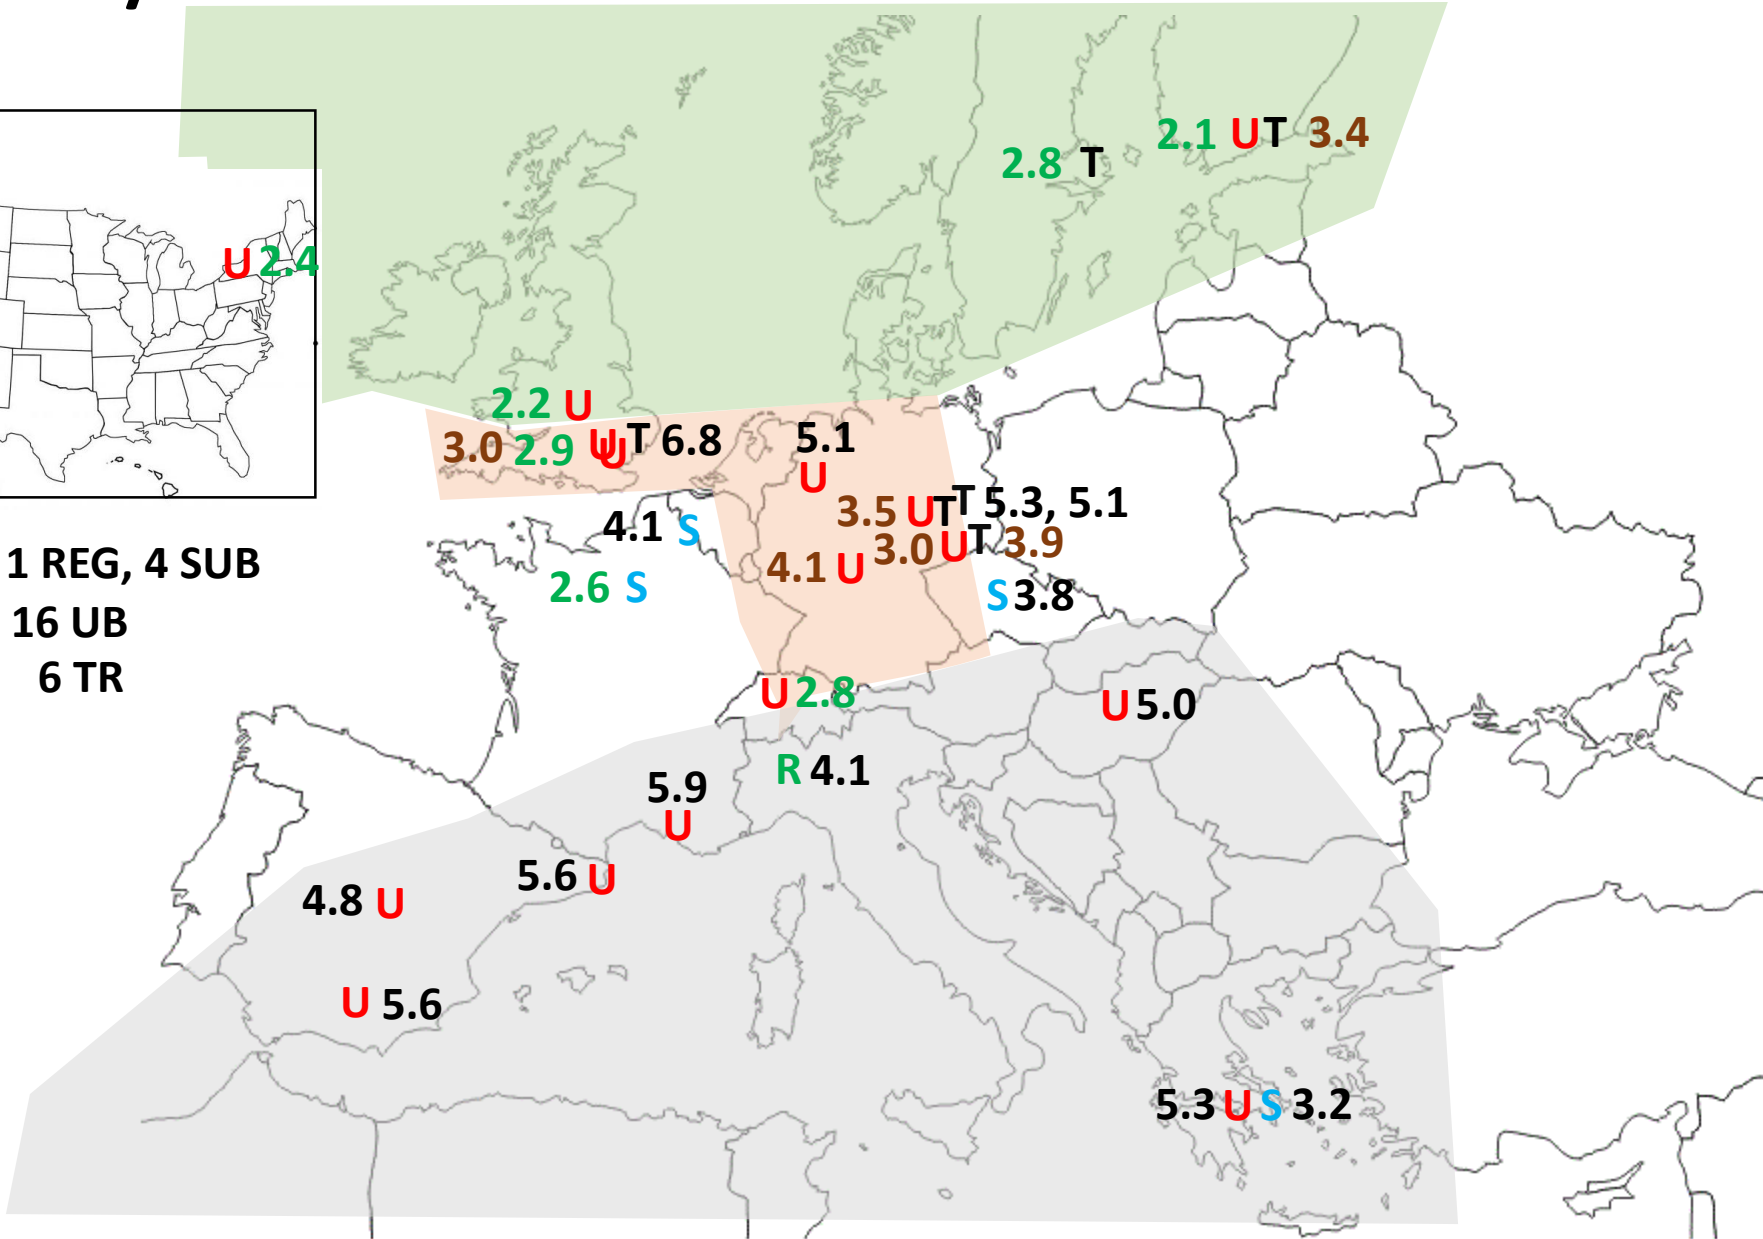 2.1 U T 3.4
2.8 T
U 2.4
2.2 U
3.0 2.9 U U T 6.8
5.1
U
3.5 U T T 5.3, 5.1
4.1 S
3.0 U T 3.9
4.1 U
1 REG, 4 SUB
2.6 S
S 3.8
16 UB
6 TR
U 2.8
U 5.0
R 4.1
5.9
U
5.6 U
4.8 U
U 5.6
5.3 U S 3.2